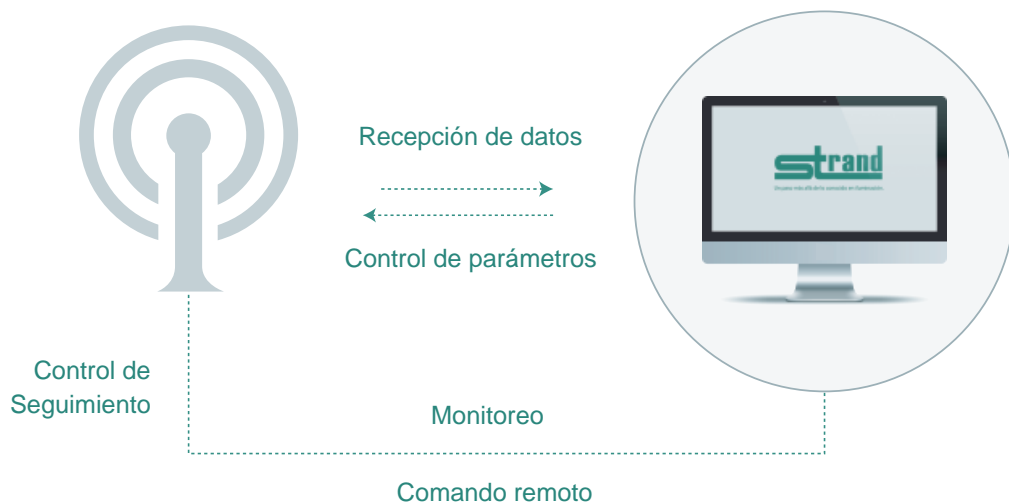 Recepción de datos
strand
Control de parámetros
Control de
Seguimiento
Monitoreo
Comando remoto